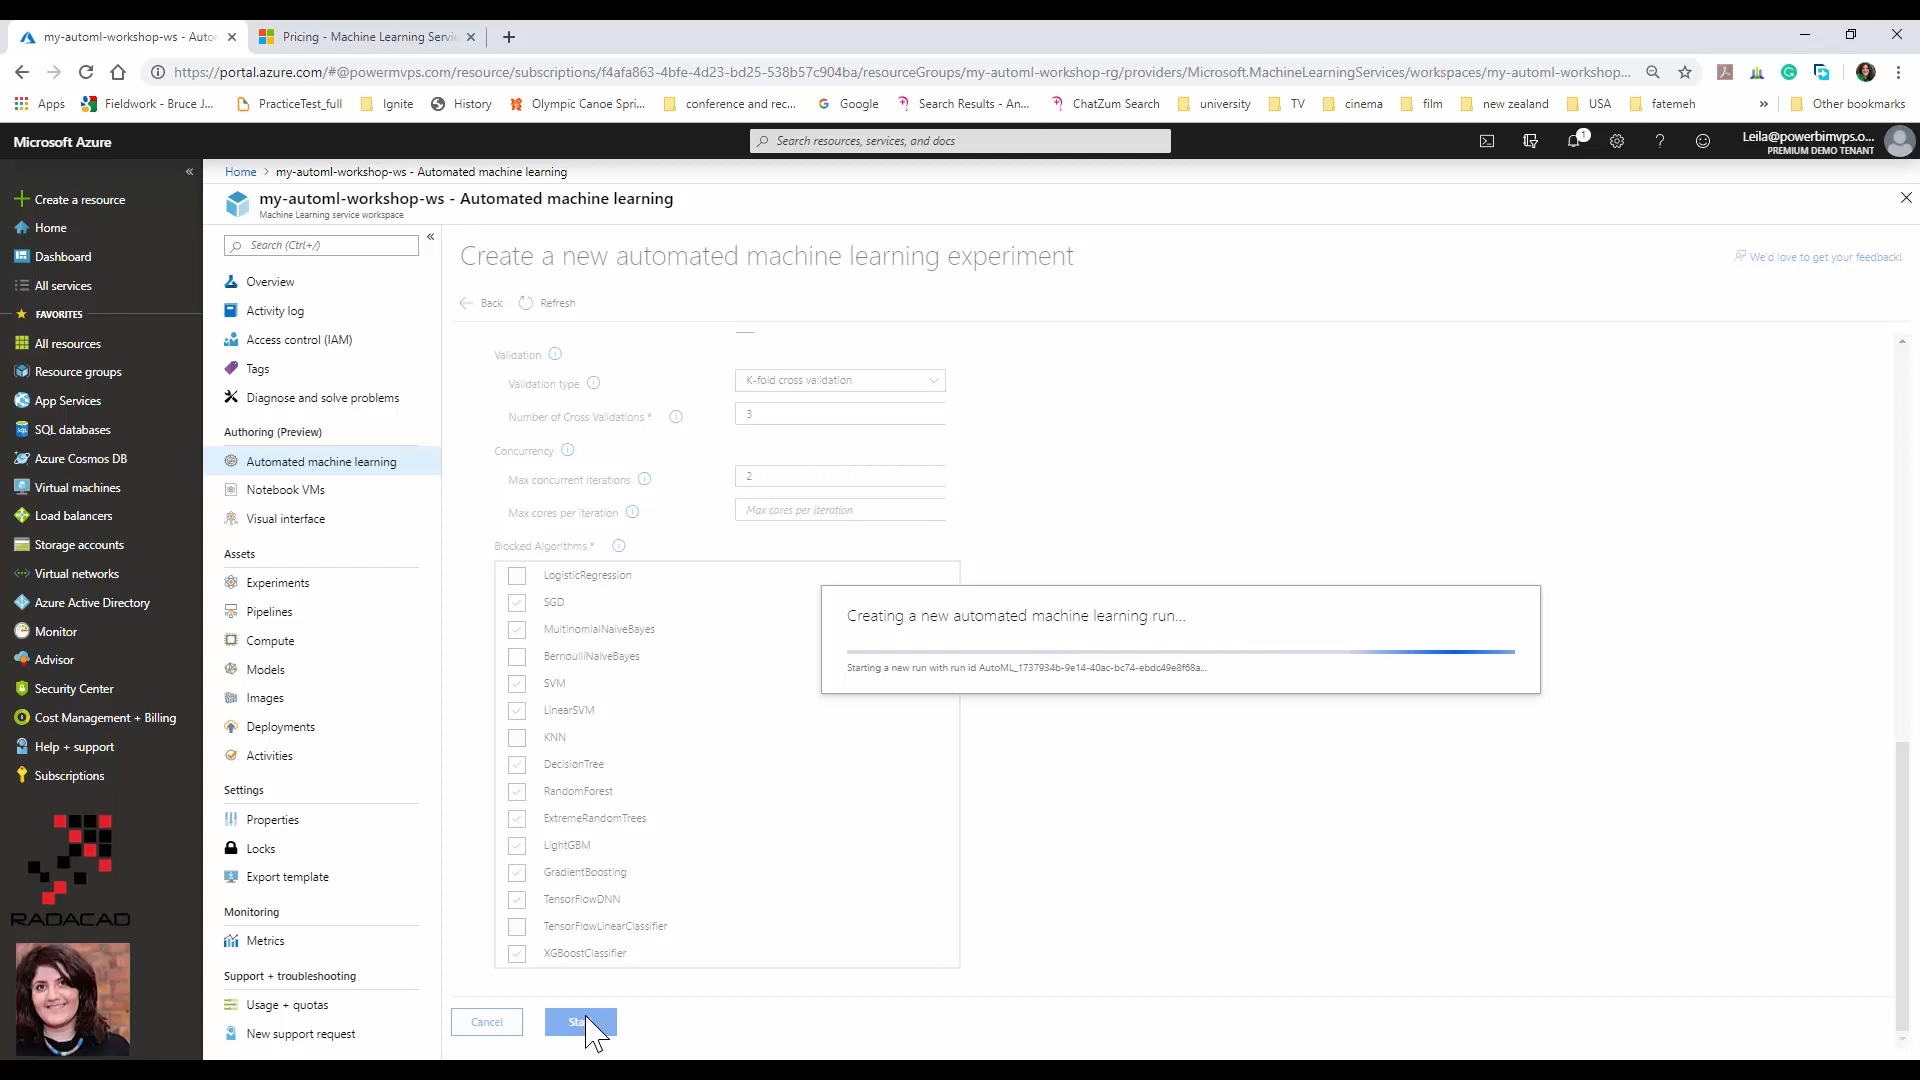 my-automl-workshop-ws - Autom
Pricing - Machine Learning Servic
https://portal.azure.com/#@powermvps.com/resource/subscriptions/f4afa863-4bfe-4d23-bd25-538b57c904ba/resourceGroups/my-automl-workshop-rg/providers/Microsoft.MachineLearningServices/workspaces/my-automl-workshop...
Apps
Fieldwork - Bruce J...
PracticeTest_full
Ignite
History
Olympic Canoe Spri...
conference and rec...
Google
Search Results - An...
ChatZum Search
university
TV
cinema
film
new zealand
USA
fatemeh
»
Other bookmarks
Microsoft Azure
Search resources, services, and docs
1
Leila@powerbimvps.o...
PREMIUM DEMO TENANT
Create a resource
Home
Dashboard
All services
FAVORITES
All resources
Resource groups
App Services
SQL databases
Azure Cosmos DB
Virtual machines
Load balancers
Storage accounts
Virtual networks
Azure Active Directory
Monitor
Advisor
Security Center
Cost Management + Billing
Help + support
Subscriptions
RADACAD
Home > my-automl-workshop-ws - Automated machine learning
my-automl-workshop-ws - Automated machine learning
Machine Learning service workspace
Search (Ctrl+/)
Overview
Activity log
Access control (IAM)
Tags
Diagnose and solve problems
Authoring (Preview)
Automated machine learning
Notebook VMs
Visual interface
Assets
Experiments
Pipelines
Compute
Models
Images
Deployments
Activities
Settings
Properties
Locks
Export template
Monitoring
Metrics
Support + troubleshooting
Usage + quotas
New support request
Create a new automated machine learning experiment
We'd love to get your feedback!
Back
Refresh
Validation
Validation type
K-fold cross validation
Number of Cross Validations *
3
Concurrency
Max concurrent iterations
2
Max cores per iteration
Max cores per iteration
Blocked Algorithms *
LogisticRegression
SGD
MultinomialNaiveBayes
BernoulliNaiveBayes
SVM
LinearSVM
KNN
DecisionTree
RandomForest
ExtremeRandomTrees
LightGBM
GradientBoosting
TensorFlowDNN
TensorFlowLinearClassifier
XGBoostClassifier
Creating a new automated machine learning run...
Starting a new run with run id AutoML_1737934b-9e14-40ac-bc74-ebdc49e8f68a...
Cancel
Sta